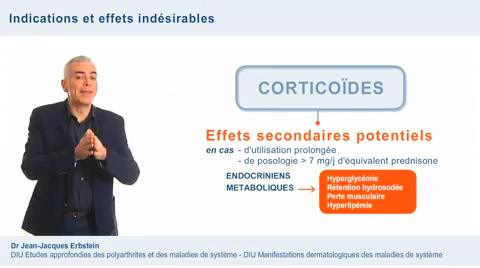 Indications et effets indésirables
CORTICOÏDES
Effets secondaires potentiels
en cas - d'utilisation prolongée
- de posologie > 7 mg/j d'équivalent prednisone
ENDOCRINIENS
METABOLIQUES
Hyperglycémie
Rétention hydrosodée
Perte musculaire
Hyperlipémie
Dr Jean-Jacques Erbstein
DIU Etudes approfondies des polyarthrites et des maladies de système - DIU Manifestations dermatologiques des maladies de système